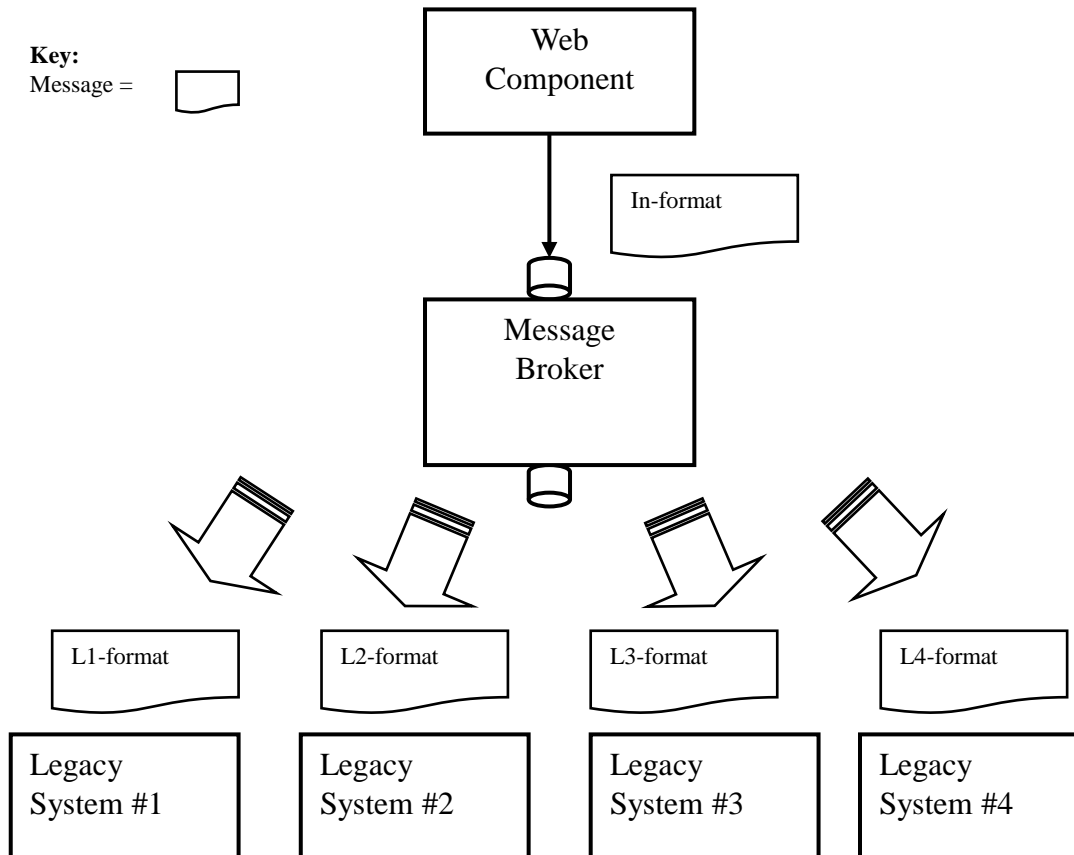 Key:
Message =
Web
Component
In-format
Message
Broker
L1-format
L2-format
L3-format
L4-format
Legacy
System #1
Legacy
System #2
Legacy
System #3
Legacy
System #4